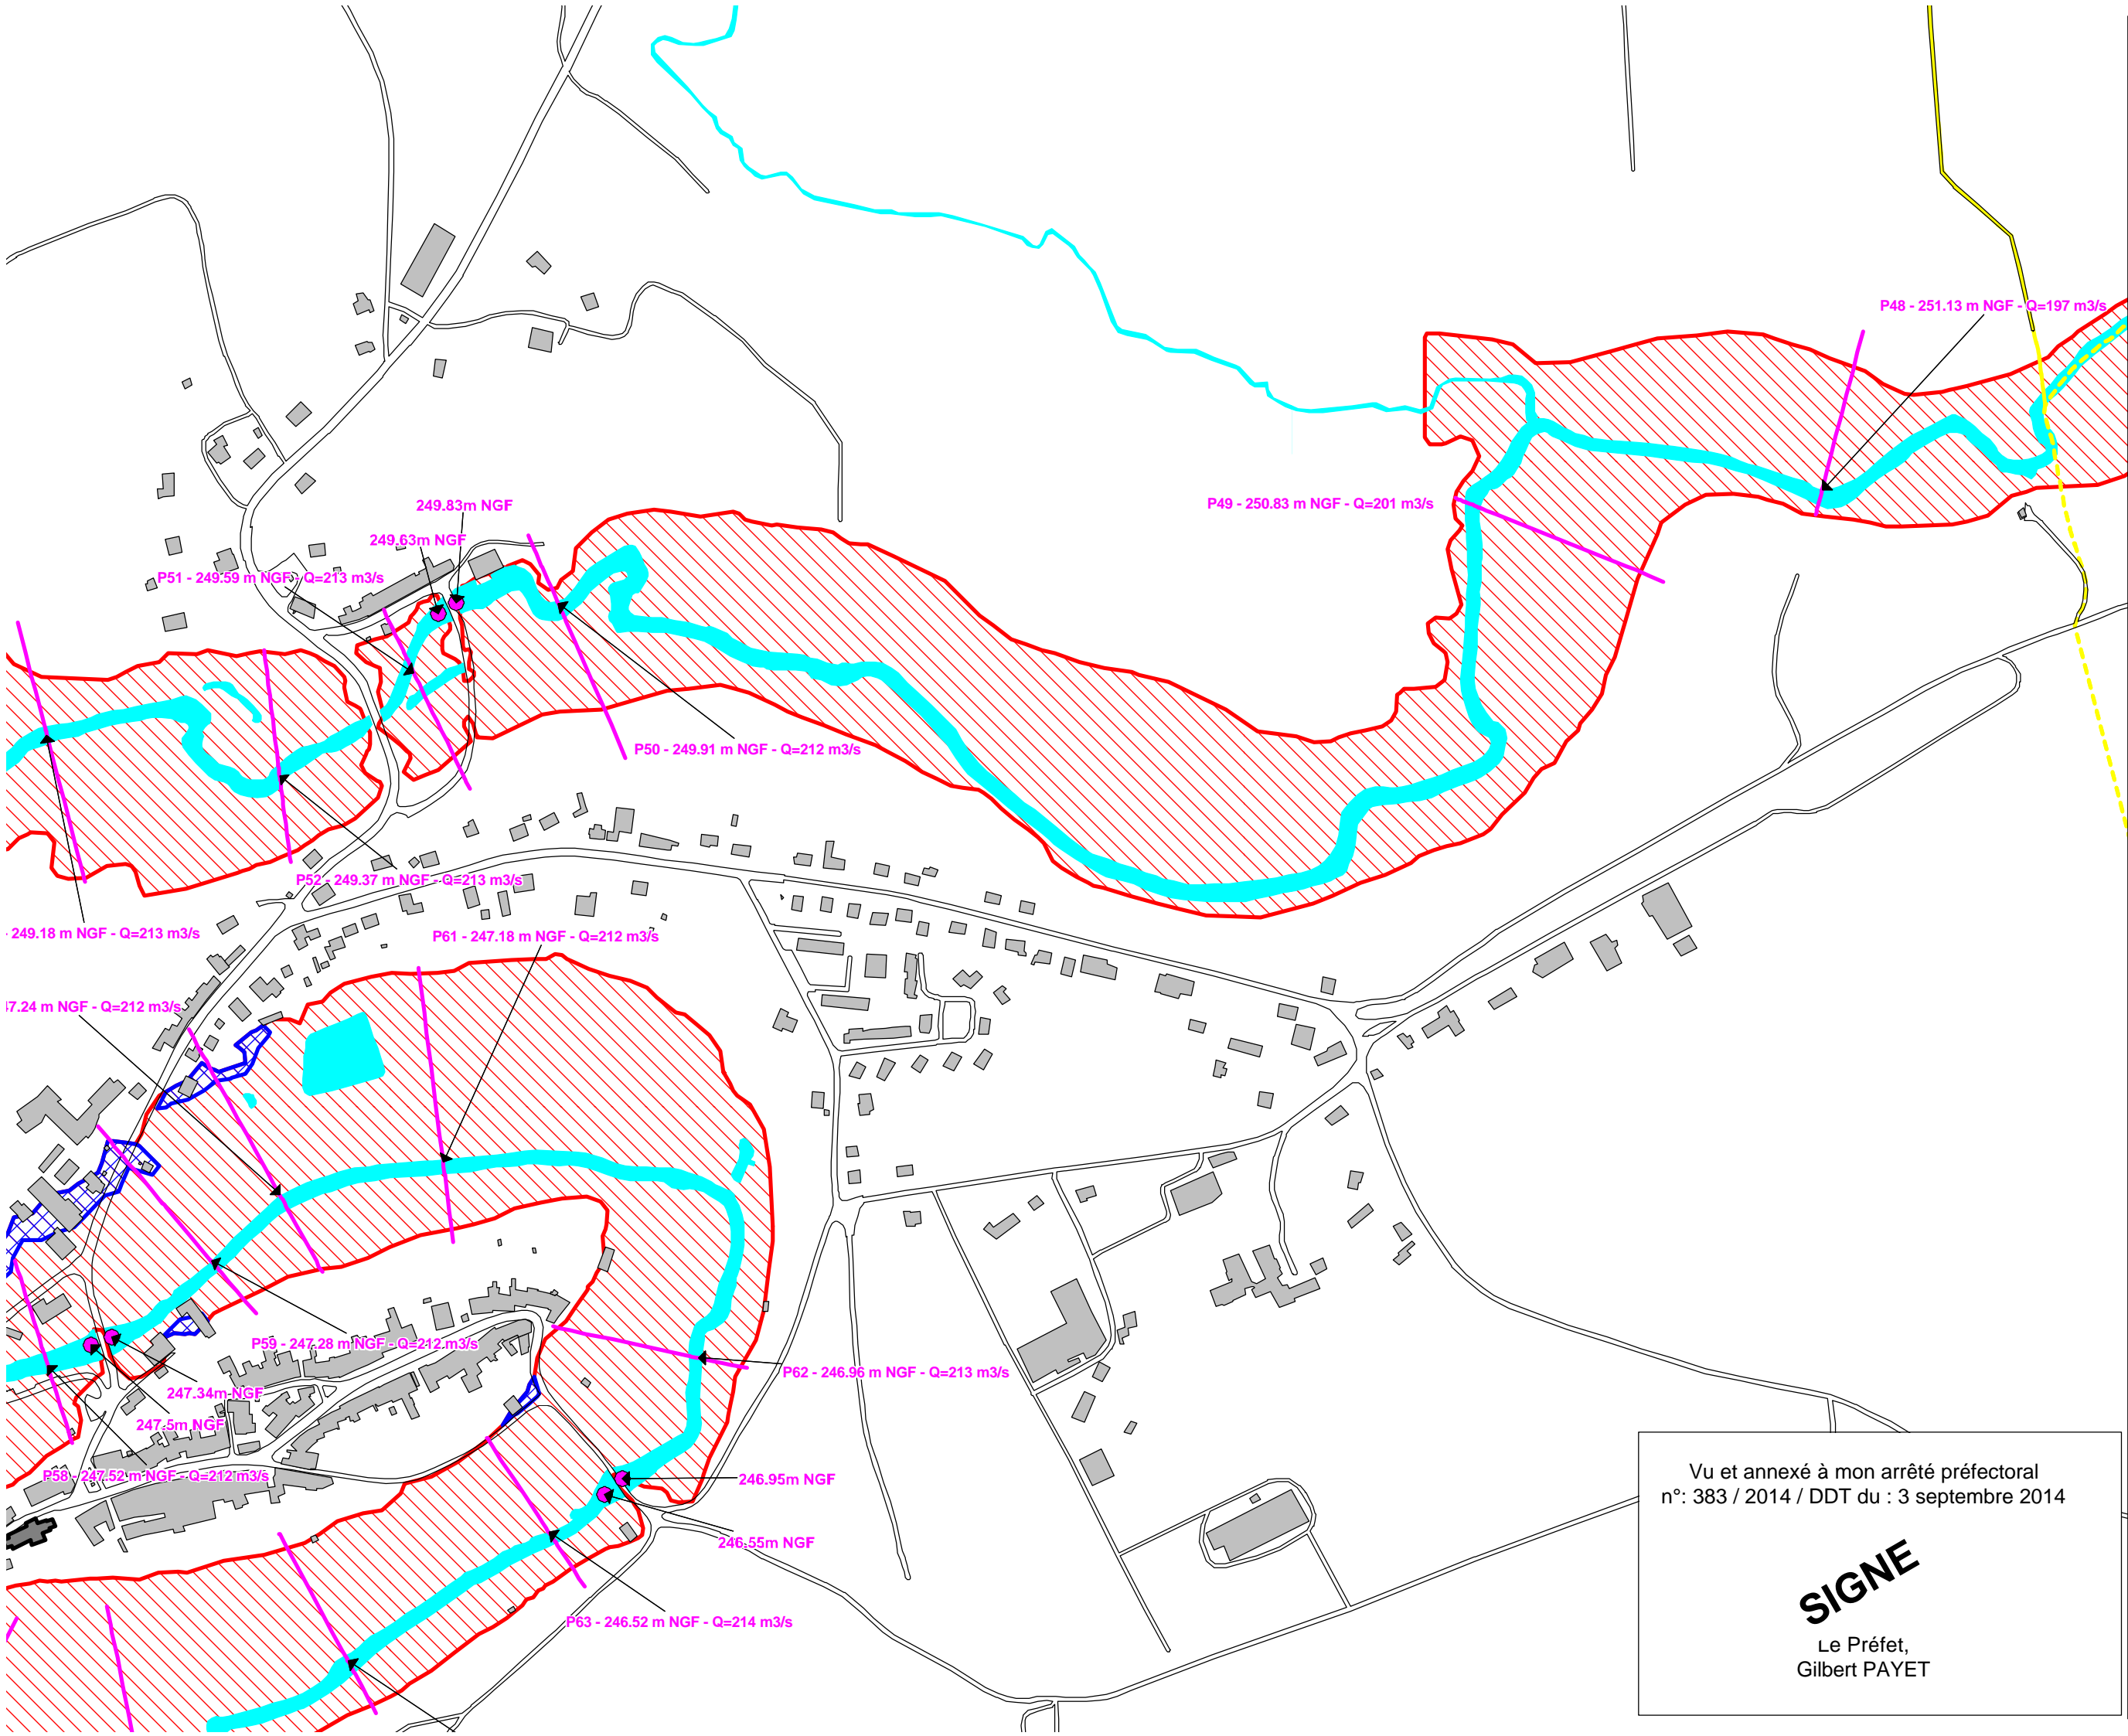 P48 - 251.13 m NGF - Q=197 m3/s
249.83m NGF
P49 - 250.83 m NGF - Q=201 m3/s
249.63m NGF
P51 - 249.59 m NGF - Q=213 m3/s
P50 - 249.91 m NGF - Q=212 m3/s
P52 - 249.37 m NGF - Q=213 m3/s
- 249.18 m NGF - Q=213 m3/s
P61 - 247.18 m NGF - Q=212 m3/s
47.24 m NGF - Q=212 m3/s
P59 - 247.28 m NGF - Q=212 m3/s
P62 - 246.96 m NGF - Q=213 m3/s
247.34m NGF
247.5m NGF
P58 - 247.52 m NGF - Q=212 m3/s
246.95m NGF
246.55m NGF
P63 - 246.52 m NGF - Q=214 m3/s
Vu et annexé à mon arrêté préfectoral
n°: 383 / 2014 / DDT du : 3 septembre 2014
SIGNE
Le Préfet,
Gilbert PAYET